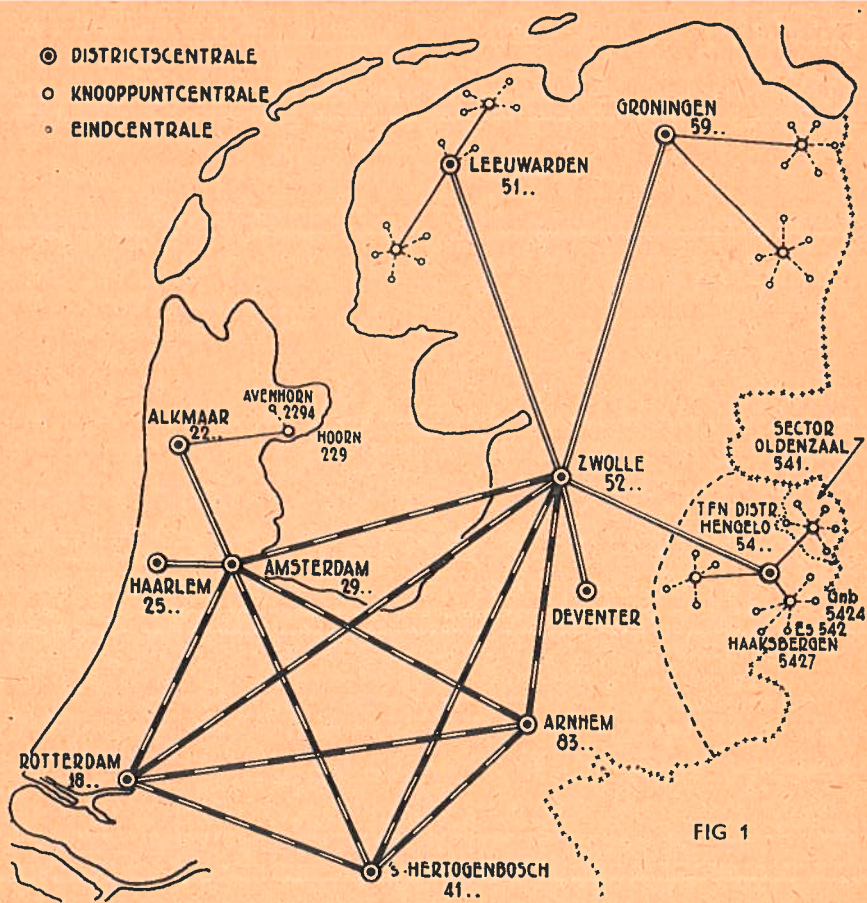 DISTRICTSCENTRALE
KNOOPPUNTCENTRALE
EINDCENTRALE
GRONINGEN
59..
LEEUWARDEN
51..
AVENHORN
2294
ALKMAAR
22..
HOORN
229
SECTOR
OLDENZAAL
541.
ZWOLLE
52..
TFN DISTR.
HENGELO
54..
AMSTERDAM
29..
HAARLEM
25..
DEVENTER
Gnb
5424
ES 542
HAAKSBERGEN
5427
ARNHEM
83..
ROTTERDAM
18..
FIG 1
'S-HERTOGENBOSCH
41..